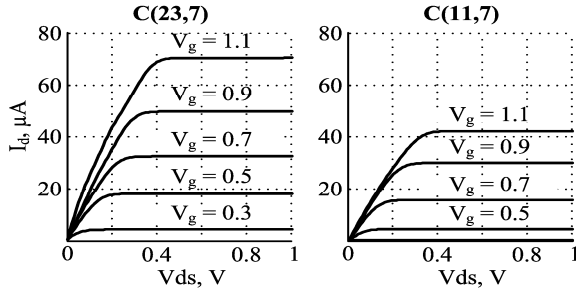 C(23,7)
80
60
40
20
I_d, μA
V_g = 1.1
V_g = 0.9
V_g = 0.7
V_g = 0.5
V_g = 0.3
0
0.4
0.8
1
Vds, V
C(11,7)
80
60
40
20
V_g = 1.1
V_g = 0.9
V_g = 0.7
V_g = 0.5
0
0.4
0.8
1
Vds, V